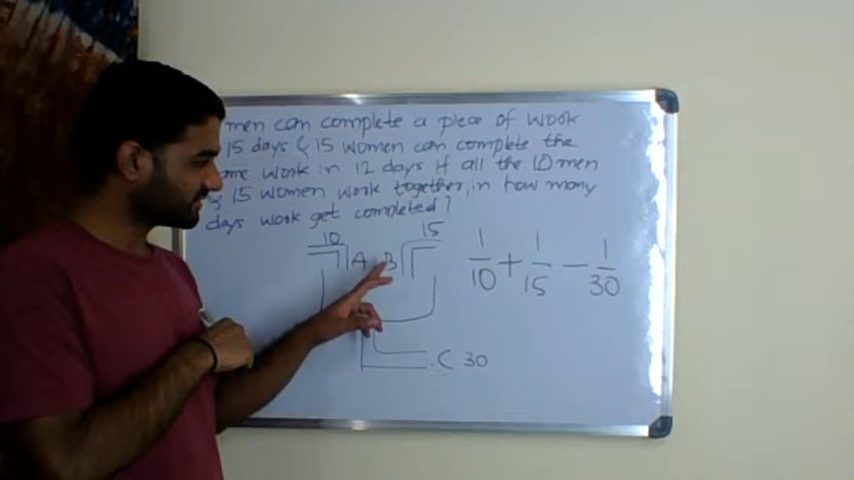 men can complete a piece of work
15 days & 15 women can complete the
me work in 12 days if all the 10 men
15 women work together, in how many
days work get completed?
10 15
A B
1/10 + 1/15 - 1/30
C 30